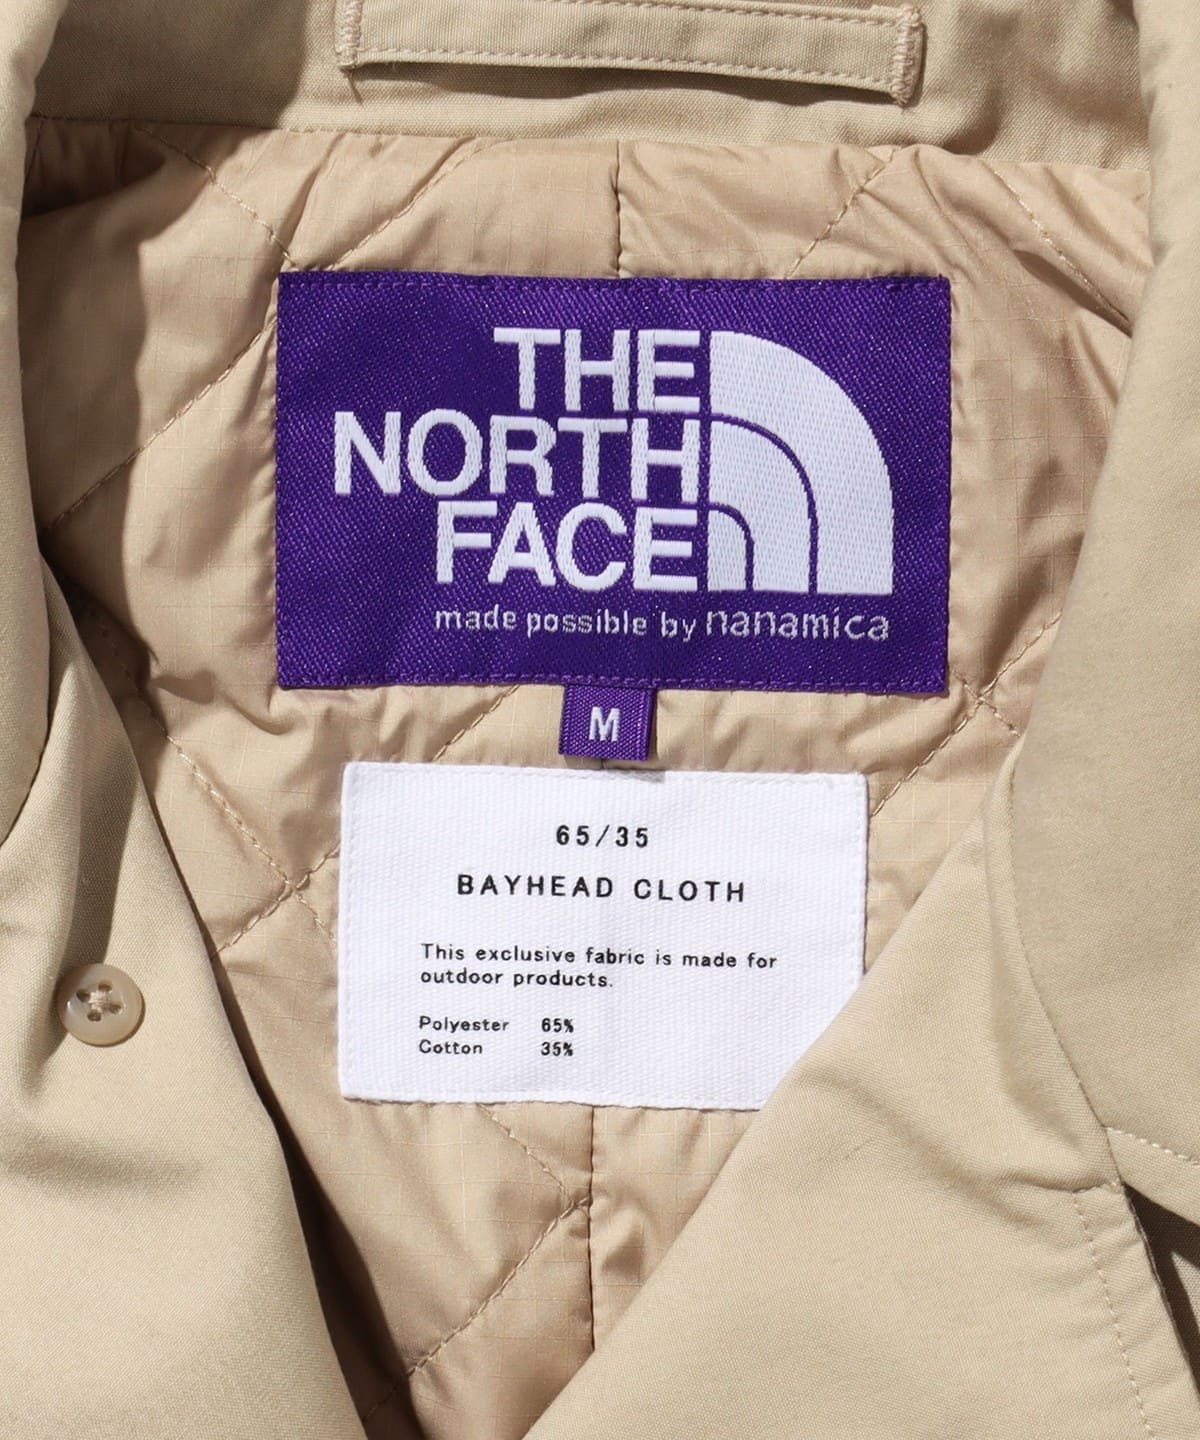 THE
NORTH
FACE
made possible by nanamica
M
65/35
BAYHEAD CLOTH
This exclusive fabric is made for
outdoor products.
Polyester 65%
Cotton 35%